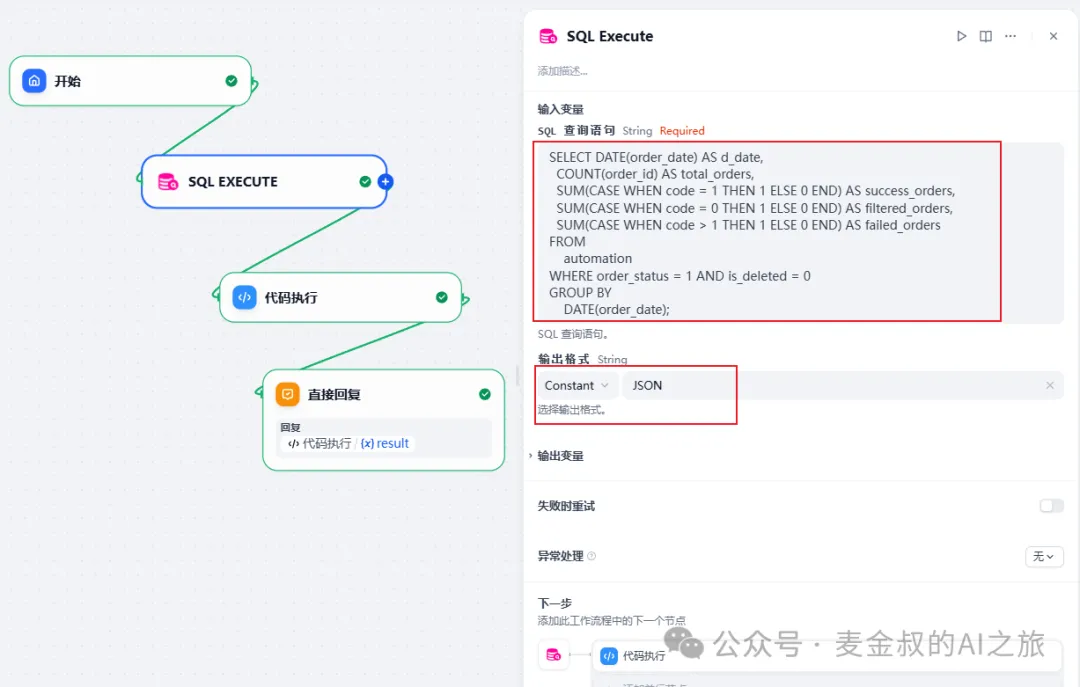 开始
SQL EXECUTE
代码执行
直接回复
回复
代码执行 / {x} result
SQL Execute
添加描述...
输入变量
SQL 查询语句 String Required
SELECT DATE(order_date) AS d_date,
COUNT(order_id) AS total_orders,
SUM(CASE WHEN code = 1 THEN 1 ELSE 0 END) AS success_orders,
SUM(CASE WHEN code = 0 THEN 1 ELSE 0 END) AS filtered_orders,
SUM(CASE WHEN code > 1 THEN 1 ELSE 0 END) AS failed_orders
FROM
automation
WHERE order_status = 1 AND is_deleted = 0
GROUP BY
DATE(order_date);
SQL 查询语句。
输出格式 String
Constant JSON
选择输出格式。
输出变量
失败时重试
异常处理
无
下一步
添加此工作流程中的下一个节点
代码执行
公众号 · 麦金叔的AI之旅